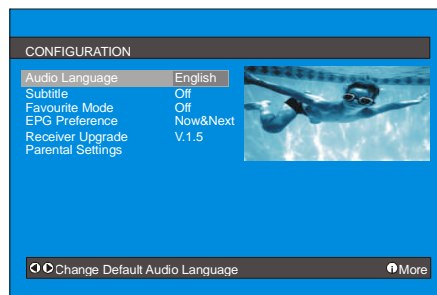 CONFIGURATION
Audio Language English
Subtitle Off
Favourite Mode Off
EPG Preference Now&Next
Receiver Upgrade V.1.5
Parental Settings
Change Default Audio Language i More